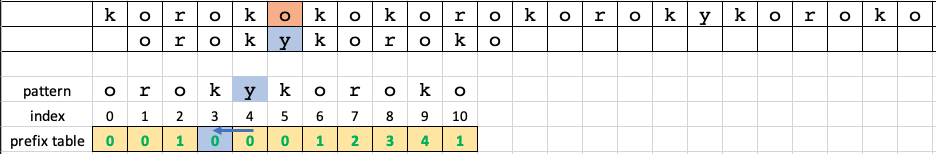 k o r o k o k o k o r o k o r o k y k o r o k o
o r o k y k o r o k o
pattern o r o k y k o r o k o
index 0 1 2 3 4 5 6 7 8 9 10
prefix table 0 0 1 0 0 0 1 2 3 4 1